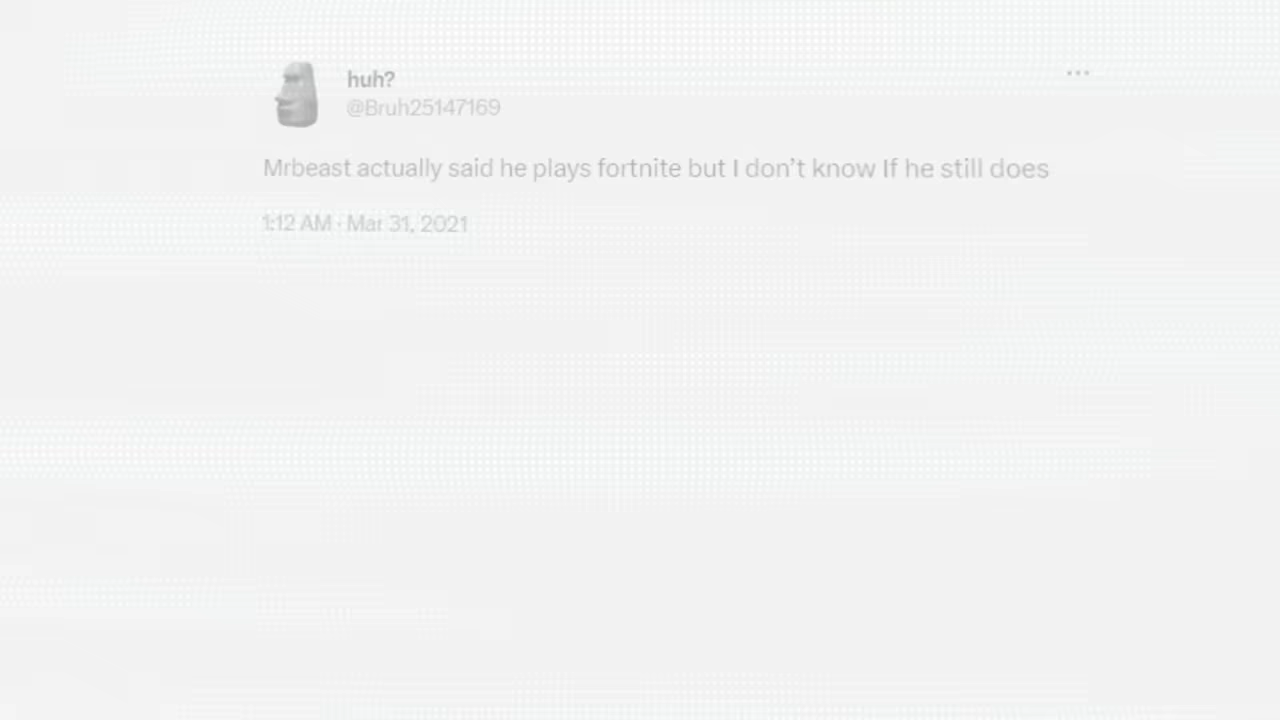 huh?
@Bruh25147169
Mrbeast actually said he plays fortnite but I don’t know If he still does
1:12 AM · Mar 31, 2021